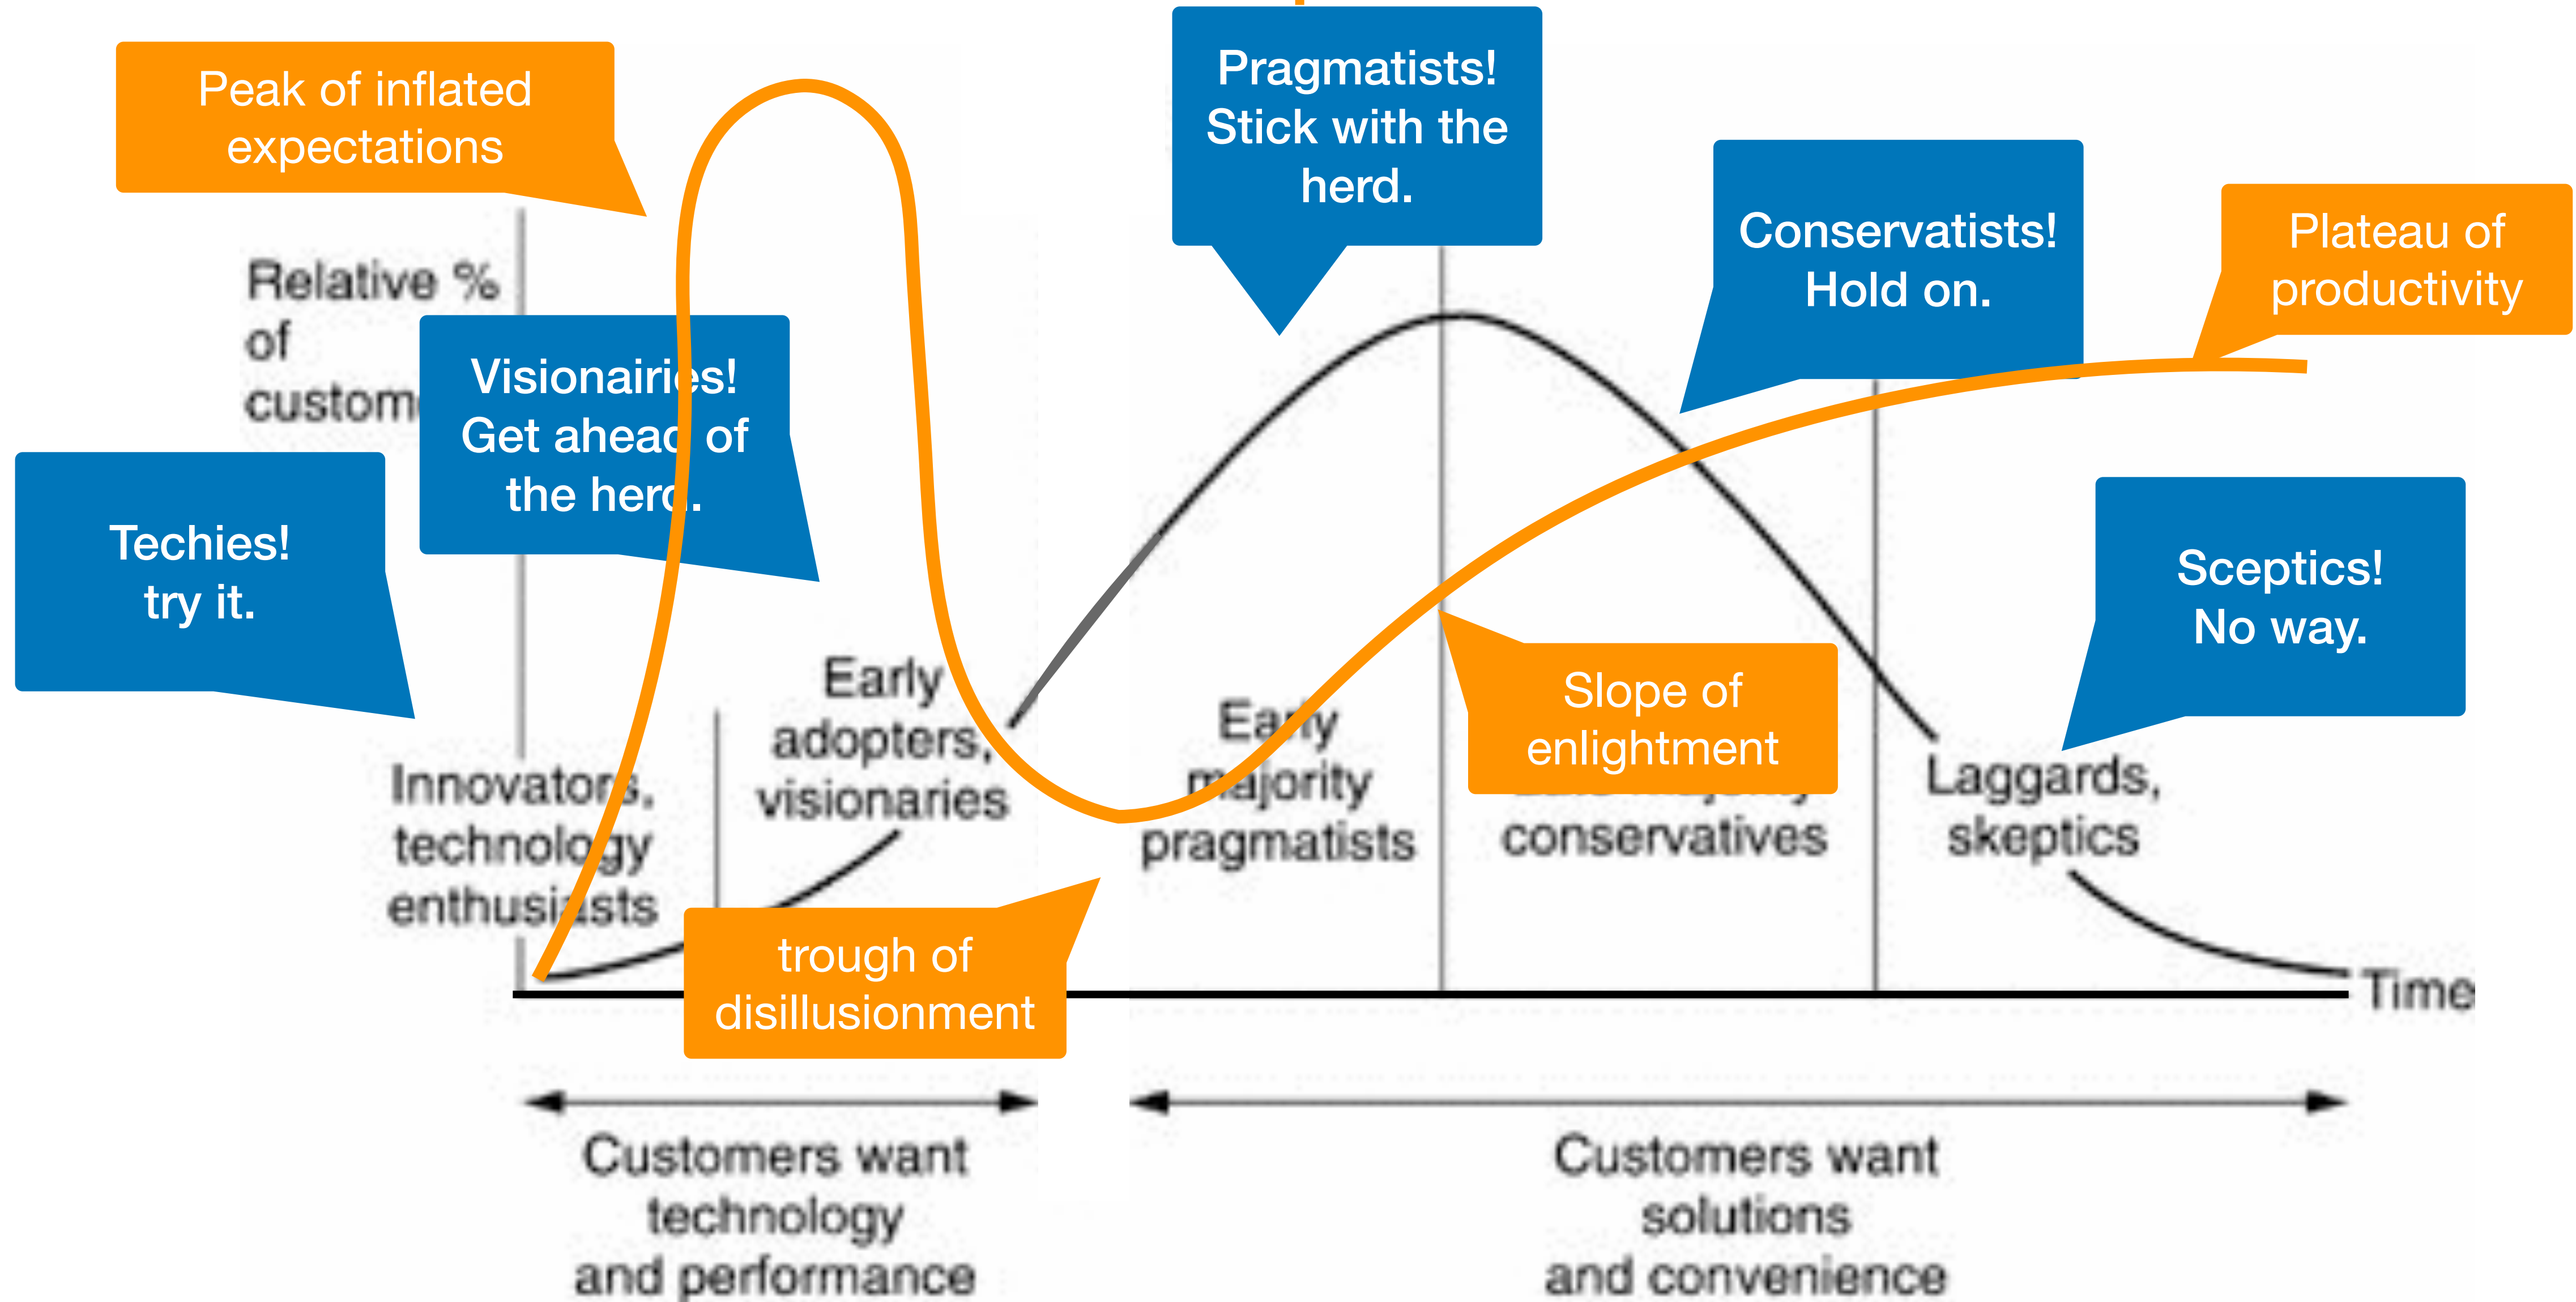 Peak of inflated
expectations
Pragmatists!
Stick with the
herd.
Conservatists!
Hold on.
Plateau of
productivity
Relative %
of
custom
Visionairies!
Get ahead of
the herd.
Techies!
try it.
Sceptics!
No way.
Early
adopters,
visionaries
Innovators,
technology
enthusiasts
Early
majority
pragmatists
Slope of
enlightment
conservatives
Laggards,
skeptics
trough of
disillusionment
Time
Customers want
technology
and performance
Customers want
solutions
and convenience